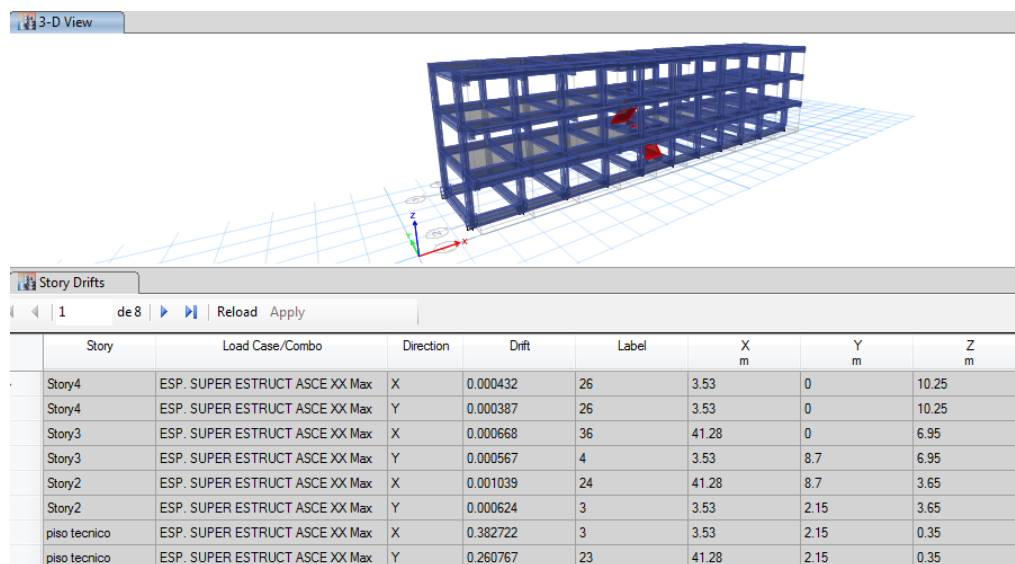 3-D View
Z
Y
X
2
Story Drifts
1 de 8 Reload Apply
Story Load Case/Combo Direction Drift Label X Y Z
m m m
Story4 ESP. SUPER ESTRUCT ASCE XX Max X 0.000432 26 3.53 0 10.25
Story4 ESP. SUPER ESTRUCT ASCE XX Max Y 0.000387 26 3.53 0 10.25
Story3 ESP. SUPER ESTRUCT ASCE XX Max X 0.000668 36 41.28 0 6.95
Story3 ESP. SUPER ESTRUCT ASCE XX Max Y 0.000567 4 3.53 8.7 6.95
Story2 ESP. SUPER ESTRUCT ASCE XX Max X 0.001039 24 41.28 8.7 3.65
Story2 ESP. SUPER ESTRUCT ASCE XX Max Y 0.000624 3 3.53 2.15 3.65
piso tecnico ESP. SUPER ESTRUCT ASCE XX Max X 0.382722 3 3.53 2.15 0.35
piso tecnico ESP. SUPER ESTRUCT ASCE XX Max Y 0.260767 23 41.28 2.15 0.35